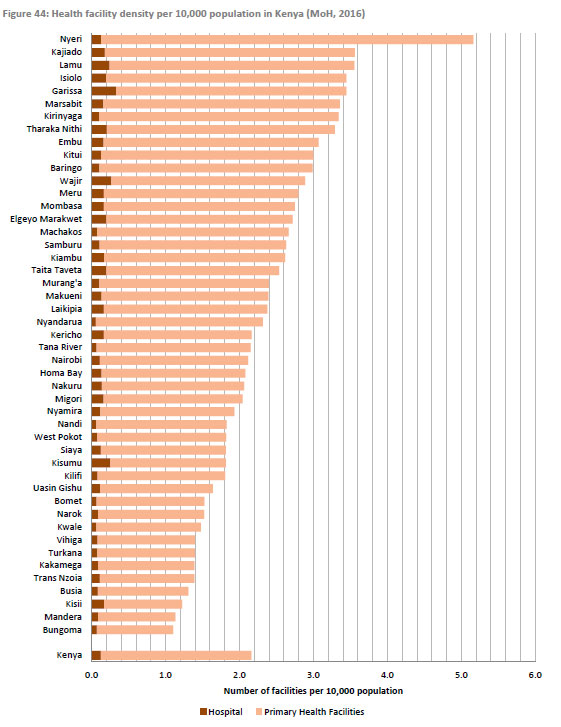 Figure 44: Health facility density per 10,000 population in Kenya (MoH, 2016)
Nyeri
Kajiado
Lamu
Isiolo
Garissa
Marsabit
Kirinyaga
Tharaka Nithi
Embu
Kitui
Baringo
Wajir
Meru
Mombasa
Elgeyo Marakwet
Machakos
Samburu
Kiambu
Taita Taveta
Murang'a
Makueni
Laikipia
Nyandarua
Kericho
Tana River
Nairobi
Homa Bay
Nakuru
Migori
Nyamira
Nandi
West Pokot
Siaya
Kisumu
Kilifi
Uasin Gishu
Bomet
Narok
Kwale
Vihiga
Turkana
Kakamega
Trans Nzoia
Busia
Kisii
Mandera
Bungoma
Kenya
0.0 1.0 2.0 3.0 4.0 5.0 6.0
Number of facilities per 10,000 population
Hospital Primary Health Facilities